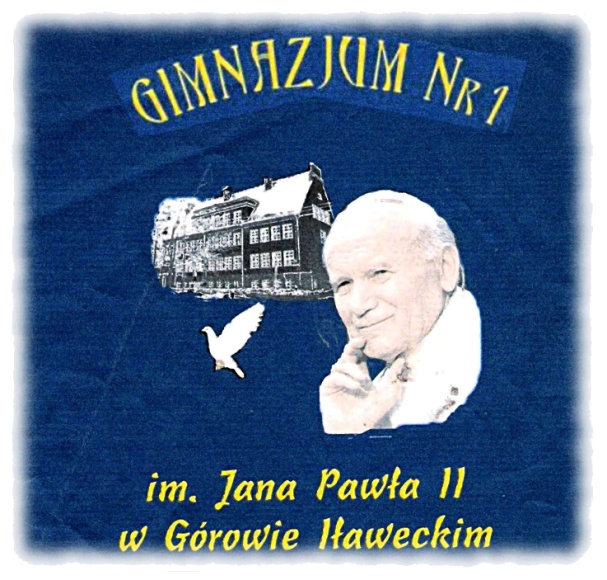 GIMNAZJUM NR 1
im. Jana Pawła II
w Górowie Iławeckim